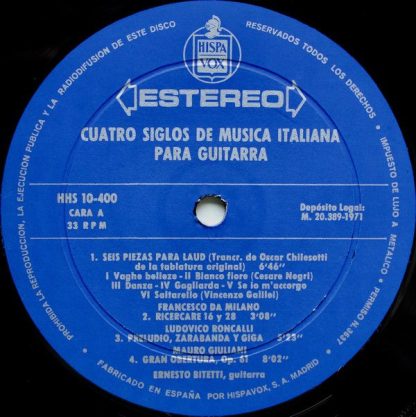 RESERVADOS TODOS LOS DERECHOS • IMPUESTO DE LUJO A METALICO • PERMISO N. 3637
PROHIBIDA LA REPRODUCCION, LA EJECUCION PUBLICA Y LA RADIODIFUSION DE ESTE DISCO
HISPA
VOX
ESTEREO
CUATRO SIGLOS DE MUSICA ITALIANA
PARA GUITARRA
HHS 10-400
CARA A
33 RPM
Depósito Legal:
M. 20.389-1971
1. SEIS PIEZAS PARA LAUD (Trancr. de Oscar Chilesotti
de la tablatura original) 6'46"
I Vaghe belleze - II Bianco fiore (Cesare Negri)
III Danza - IV Gagliarda - V Se io m'accorgo
VI Saltarello (Vincenzo Galilei)
FRANCESCO DA MILANO
2. RICERCARE 16 y 28 3'08"
LUDOVICO RONCALLI
3. PRELUDIO, ZARABANDA Y GIGA 5'23"
MAURO GIULIANI
4. GRAN OBERTURA, Op. 61 8'02"
ERNESTO BITETTI, guitarra
FABRICADO EN ESPAÑA POR HISPAVOX, S. A. MADRID